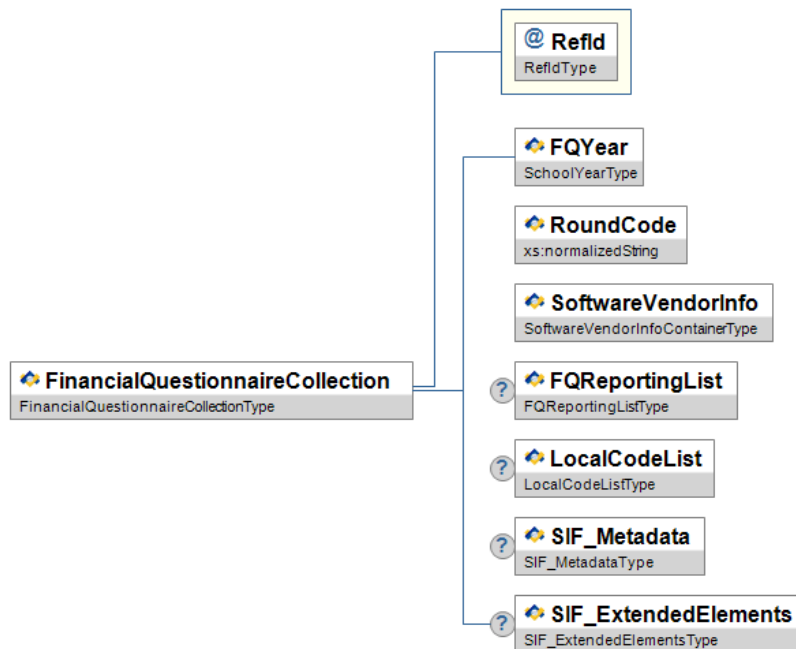 @ RefId
RefIdType
FQYear
SchoolYearType
RoundCode
xs:normalizedString
SoftwareVendorInfo
SoftwareVendorInfoContainerType
FinancialQuestionnaireCollection
FinancialQuestionnaireCollectionType
? FQReportingList
FQReportingListType
? LocalCodeList
LocalCodeListType
? SIF_Metadata
SIF_MetadataType
? SIF_ExtendedElements
SIF_ExtendedElementsType